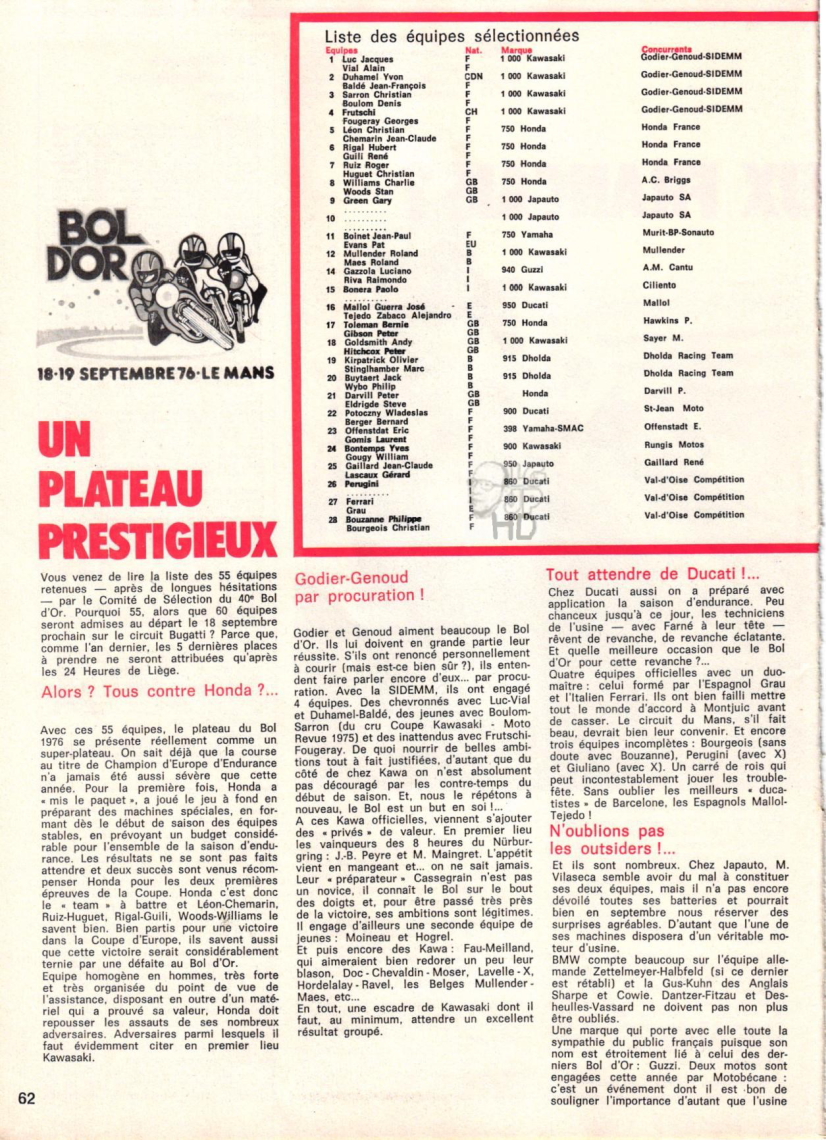 BOL
D'OR
18-19 SEPTEMBRE 76-LE MANS
UN
PLATEAU
PRESTIGIEUX
Liste des équipes sélectionnées
Equipes Nat. Marque Concurrents
1 Luc Jacques F 1 000 Kawasaki Godier-Genoud-SIDEMM
Vial Alain F
2 Duhamel Yvon CDN 1 000 Kawasaki Godier-Genoud-SIDEMM
Baldé Jean-François F
3 Sarron Christian F 1 000 Kawasaki Godier-Genoud-SIDEMM
Boulom Denis F
4 Frutschi CH 1 000 Kawasaki Godier-Genoud-SIDEMM
Fougeray Georges F
5 Léon Christian F 750 Honda Honda France
Chemarin Jean-Claude F
6 Rigal Hubert F 750 Honda Honda France
Guili René F
7 Ruiz Roger F 750 Honda Honda France
Huguet Christian F
8 Williams Charlie GB 750 Honda A.C. Briggs
Woods Stan GB
9 Green Gary GB 1 000 Japauto Japauto SA
..........
10 .......... 1 000 Japauto Japauto SA
..........
11 Boinet Jean-Paul F 750 Yamaha Murit-BP-Sonauto
Evans Pat EU
12 Mullender Roland B 1 000 Kawasaki Mullender
Maes Roland B
14 Gazzola Luciano I 940 Guzzi A.M. Cantu
Riva Raimondo I
15 Bonera Paolo I 1 000 Kawasaki Ciliento
..........
16 Mallol Guerra José E 950 Ducati Mallol
Tejedo Zabaco Alejandro E
17 Toleman Bernie GB 750 Honda Hawkins P.
Gibson Peter GB
18 Goldsmith Andy GB 1 000 Kawasaki Sayer M.
Hitchcox Peter GB
19 Kirpatrick Olivier B 915 Dholda Dholda Racing Team
Stinglhamber Marc B
20 Buytaert Jack B 915 Dholda Dholda Racing Team
Wybo Philip B
21 Darvill Peter GB Honda Darvill P.
Eldrigde Steve GB
22 Potoczny Wladeslas F 900 Ducati St-Jean Moto
Berger Bernard F
23 Offenstdat Eric F 398 Yamaha-SMAC Offenstadt E.
Gomis Laurent F
24 Bontemps Yves F 900 Kawasaki Rungis Motos
Gougy William F
25 Gaillard Jean-Claude F 950 Japauto Gaillard René
Lascaux Gérard F
26 Perugini I 860 Ducati Val-d'Oise Compétition
..........
27 Ferrari I 860 Ducati Val-d'Oise Compétition
Grau E
28 Bouzanne Philippe F 860 Ducati Val-d'Oise Compétition
Bourgeois Christian F
HD
Vous venez de lire la liste des 55 équipes
retenues — après de longues hésitations
— par le Comité de Sélection du 40e Bol
d'Or. Pourquoi 55, alors que 60 équipes
seront admises au départ le 18 septembre
prochain sur le circuit Bugatti ? Parce que,
comme l'an dernier, les 5 dernières places
à prendre ne seront attribuées qu'après
les 24 Heures de Liège.
Alors ? Tous contre Honda ?...
Avec ces 55 équipes, le plateau du Bol
1976 se présente réellement comme un
super-plateau. On sait déjà que la course
au titre de Champion d'Europe d'Endurance
n'a jamais été aussi sévère que cette
année. Pour la première fois, Honda a
« mis le paquet », a joué le jeu à fond en
préparant des machines spéciales, en for-
mant dès le début de saison des équipes
stables, en prévoyant un budget considé-
rable pour l'ensemble de la saison d'endu-
rance. Les résultats ne se sont pas faits
attendre et deux succès sont venus récom-
penser Honda pour les deux premières
épreuves de la Coupe. Honda c'est donc
le « team » à battre et Léon-Chemarin,
Ruiz-Huguet, Rigal-Guili, Woods-Williams le
savent bien. Bien partis pour une victoire
dans la Coupe d'Europe, ils savent aussi
que cette victoire serait considérablement
ternie par une défaite au Bol d'Or.
Equipe homogène en hommes, très forte
et très organisée du point de vue de
l'assistance, disposant en outre d'un maté-
riel qui a prouvé sa valeur, Honda doit
repousser les assauts de ses nombreux
adversaires. Adversaires parmi lesquels il
faut évidemment citer en premier lieu
Kawasaki.
62
Godier-Genoud
par procuration !
Godier et Genoud aiment beaucoup le Bol
d'Or. Ils lui doivent en grande partie leur
réussite. S'ils ont renoncé personnellement
à courir (mais est-ce bien sûr ?), ils enten-
dent faire parler encore d'eux... par procu-
ration. Avec la SIDEMM, ils ont engagé
4 équipes. Des chevronnés avec Luc-Vial
et Duhamel-Baldé, des jeunes avec Boulom-
Sarron (du cru Coupe Kawasaki - Moto
Revue 1975) et des inattendus avec Frutschi-
Fougeray. De quoi nourrir de belles ambi-
tions tout à fait justifiées, d'autant que du
côté de chez Kawa on n'est absolument
pas découragé par les contre-temps du
début de saison. Et, nous le répétons à
nouveau, le Bol est un but en soi !...
A ces Kawa officielles, viennent s'ajouter
des « privés » de valeur. En premier lieu
les vainqueurs des 8 heures du Nürbur-
gring : J.-B. Peyre et M. Maingret. L'appétit
vient en mangeant et... on ne sait jamais.
Leur « préparateur » Cassegrain n'est pas
un novice, il connaît le Bol sur le bout
des doigts et, pour être passé très près
de la victoire, ses ambitions sont légitimes.
Il engage d'ailleurs une seconde équipe de
jeunes : Moineau et Hogrel.
Et puis encore des Kawa : Fau-Meilland,
qui aimeraient bien redorer un peu leur
blason, Doc - Chevaldin - Moser, Lavelle - X,
Hordelalay - Ravel, les Belges Mullender -
Maes, etc...
En tout, une escadre de Kawasaki dont il
faut, au minimum, attendre un excellent
résultat groupé.
Tout attendre de Ducati !...
Chez Ducati aussi on a préparé avec
application la saison d'endurance. Peu
chanceux jusqu'à ce jour, les techniciens
de l'usine — avec Farné à leur tête —
rêvent de revanche, de revanche éclatante.
Et quelle meilleure occasion que le Bol
d'Or pour cette revanche ?...
Quatre équipes officielles avec un duo-
maître : celui formé par l'Espagnol Grau
et l'Italien Ferrari. Ils ont bien failli mettre
tout le monde d'accord à Montjuic avant
de casser. Le circuit du Mans, s'il fait
beau, devrait bien leur convenir. Et encore
trois équipes incomplètes : Bourgeois (sans
doute avec Bouzanne), Perugini (avec X)
et Giuliano (avec X). Un carré de rois qui
peut incontestablement jouer les trouble-
fête. Sans oublier les meilleurs « duca-
tistes » de Barcelone, les Espagnols Mallol-
Tejedo !
N'oublions pas
les outsiders !...
Et ils sont nombreux. Chez Japauto, M.
Vilaseca semble avoir du mal à constituer
ses deux équipes, mais il n'a pas encore
dévoilé toutes ses batteries et pourrait
bien en septembre nous réserver des
surprises agréables. D'autant que l'une de
ses machines disposera d'un véritable mo-
teur d'usine.
BMW compte beaucoup sur l'équipe alle-
mande Zettelmeyer-Halbfeld (si ce dernier
est rétabli) et la Gus-Kuhn des Anglais
Sharpe et Cowie. Dantzer-Fitzau et Des-
heulles-Vassard ne doivent pas non plus
être oubliés.
Une marque qui porte avec elle toute la
sympathie du public français puisque son
nom est étroitement lié à celui des der-
niers Bol d'Or : Guzzi. Deux motos sont
engagées cette année par Motobécane :
c'est un événement dont il est bon de
souligner l'importance d'autant que l'usine